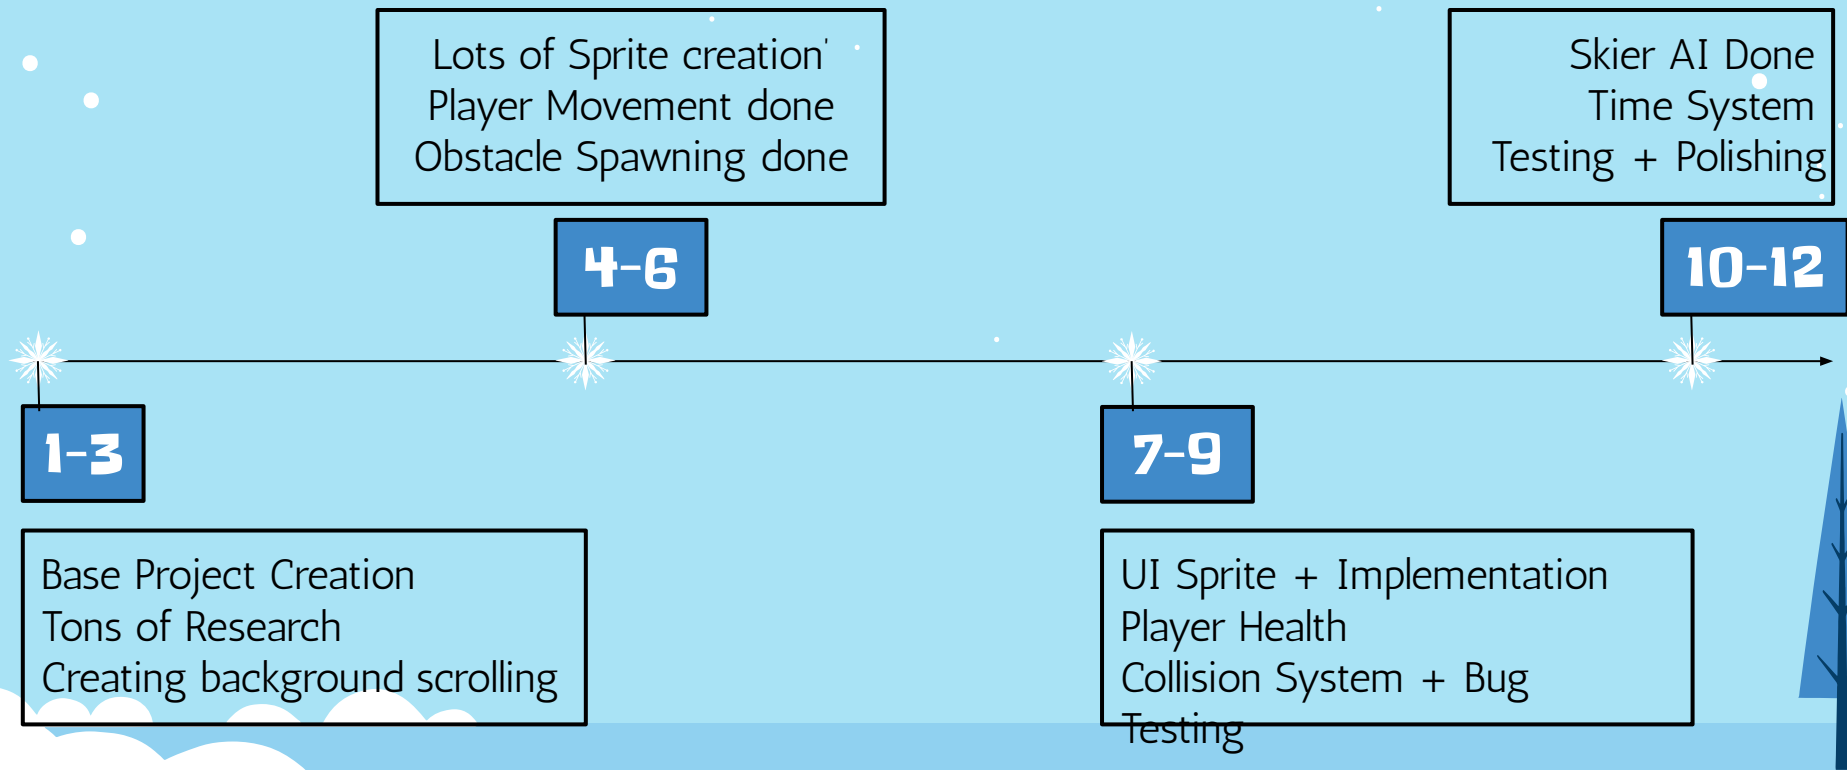 Lots of Sprite creation'
Player Movement done
Obstacle Spawning done
Skier AI Done
Time System
Testing + Polishing
4-6
10-12
1-3
7-9
Base Project Creation
Tons of Research
Creating background scrolling
UI Sprite + Implementation
Player Health
Collision System + Bug
Testing